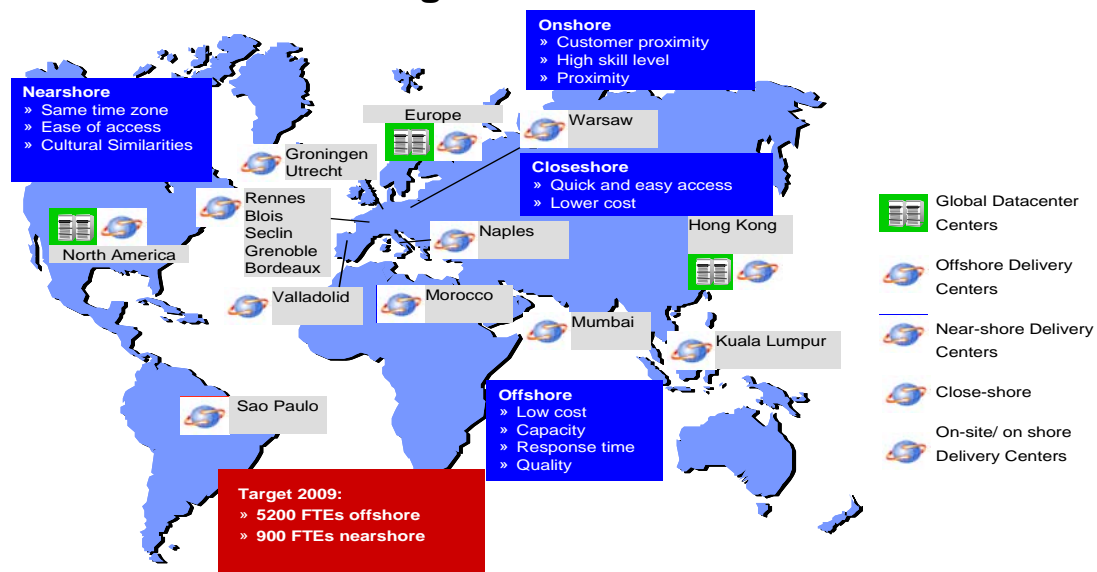 Onshore
» Customer proximity
» High skill level
» Proximity
Nearshore
» Same time zone
» Ease of access
» Cultural Similarities
Europe
Warsaw
Groningen
Utrecht
Closeshore
» Quick and easy access
» Lower cost
Rennes
Blois
Seclin
Grenoble
Bordeaux
Naples
Hong Kong
North America
Valladolid
Morocco
Mumbai
Kuala Lumpur
Sao Paulo
Offshore
» Low cost
» Capacity
» Response time
» Quality
Target 2009:
» 5200 FTEs offshore
» 900 FTEs nearshore
Global Datacenter
Centers
Offshore Delivery
Centers
Near-shore Delivery
Centers
Close-shore
On-site/ on shore
Delivery Centers